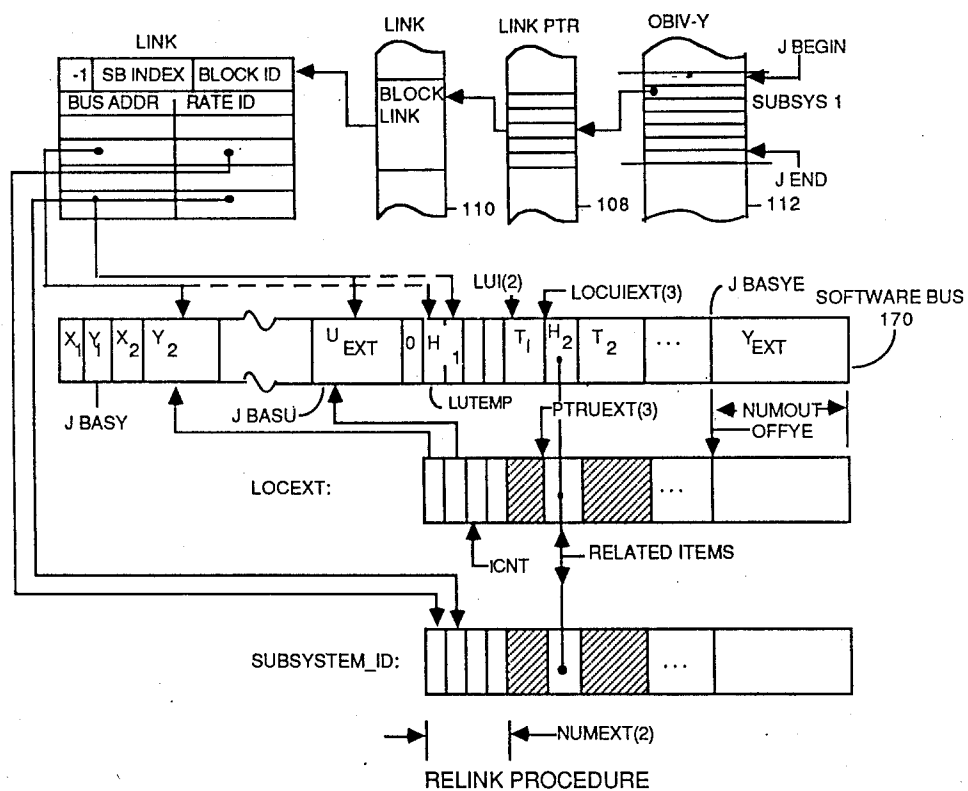 LINK
LINK
LINK PTR
OBIV-Y
-1 SB INDEX BLOCK ID
BUS ADDR RATE ID
BLOCK LINK
J BEGIN
SUBSYS 1
J END
110
108
112
LUI(2)
LOCUIEXT(3)
J BASYE
SOFTWARE BUS
170
X1 Y1 X2 Y2 UEXT 0 H1 T1 H2 T2 ... YEXT
J BASY
J BASU
LUTEMP
PTRUEXT(3)
NUMOUT
OFFYE
LOCEXT:
...
ICNT
RELATED ITEMS
SUBSYSTEM_ID:
...
NUMEXT(2)
RELINK PROCEDURE